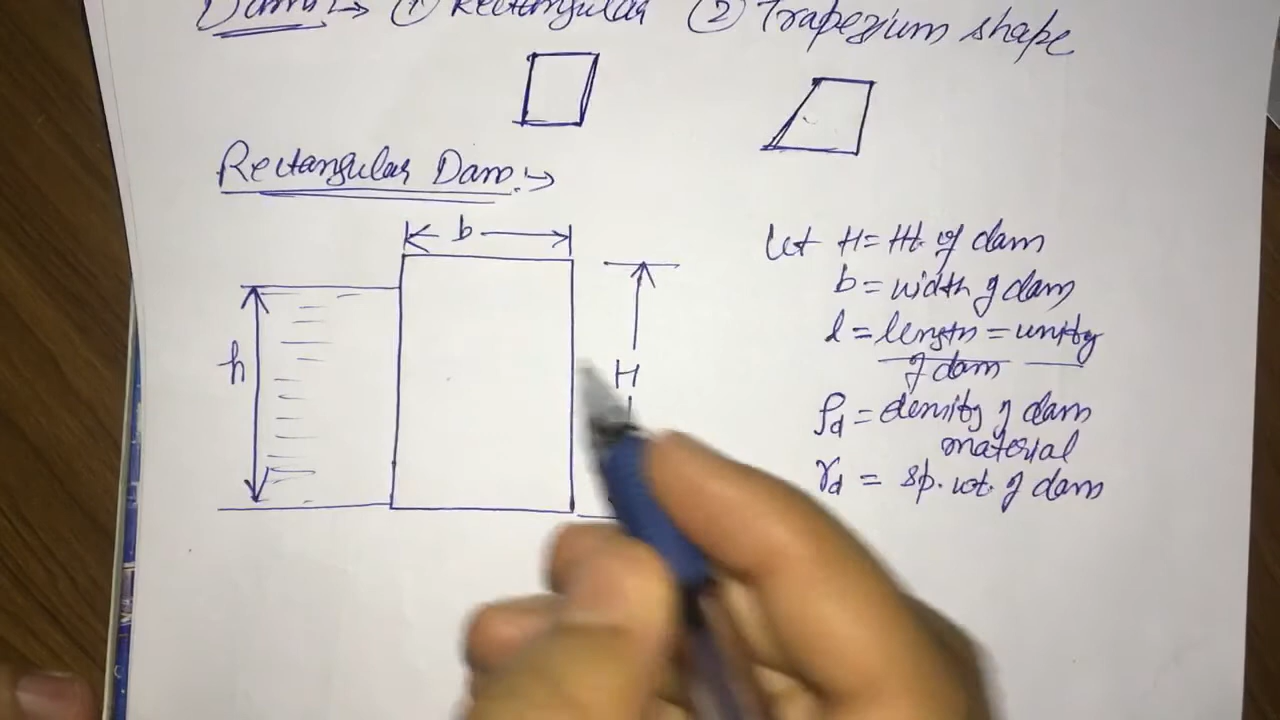 Dam :→ ① Rectangular ② Trapezium shape
Rectangular Dam :→
b
h
H
Let H = Ht. of dam
b = width of dam
l = length = unity
of dam
ρd = density of dam
material
γd = sp. wt. of dam